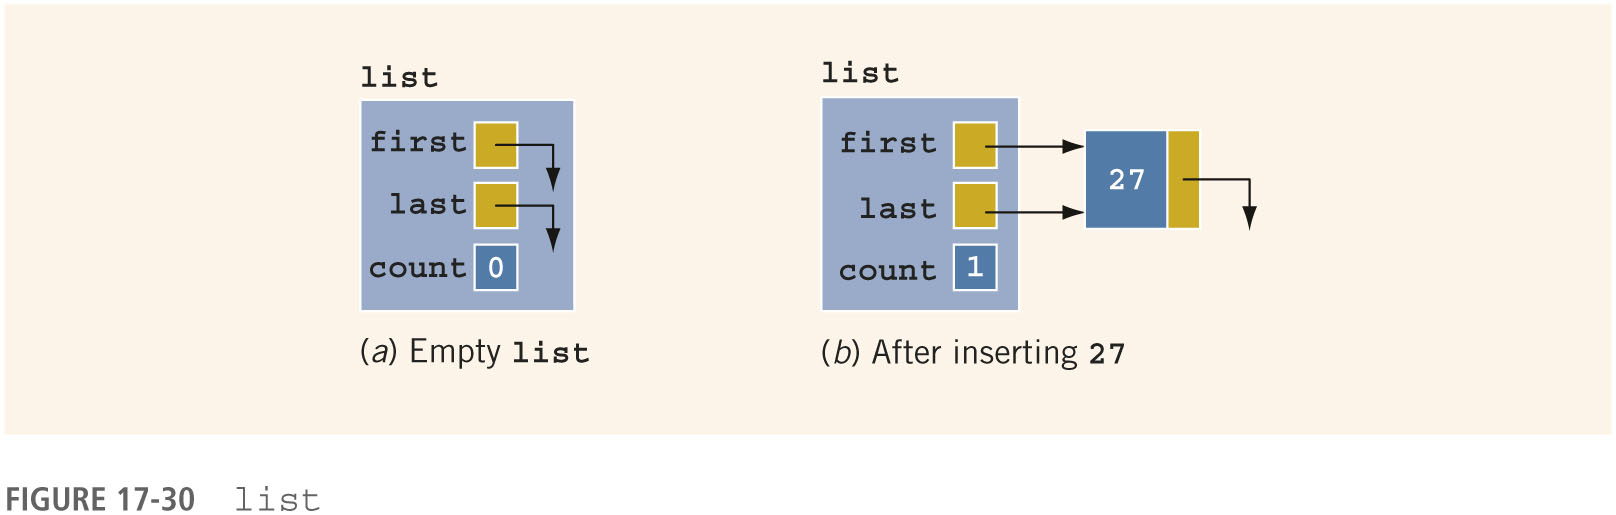 list
first
last
count 0
(a) Empty list
list
first
last
count 1
27
(b) After inserting 27
FIGURE 17-30 list